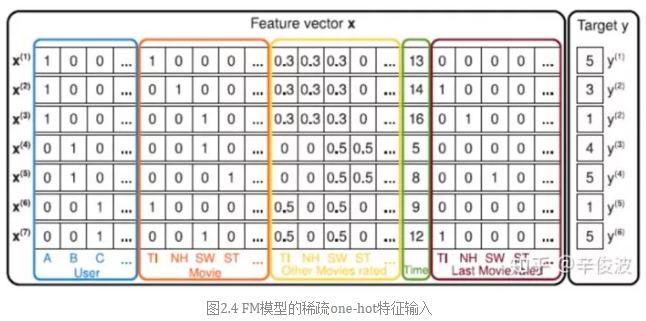 Feature vector x Target y
x(1) 1 0 0 ... 1 0 0 0 ... 0.3 0.3 0.3 0 ... 13 0 0 0 0 ... 5 y(1)
x(2) 1 0 0 ... 0 1 0 0 ... 0.3 0.3 0.3 0 ... 14 1 0 0 0 ... 3 y(2)
x(3) 1 0 0 ... 0 0 1 0 ... 0.3 0.3 0.3 0 ... 16 0 1 0 0 ... 1 y(2)
x(4) 0 1 0 ... 0 0 1 0 ... 0 0 0.5 0.5 ... 5 0 0 0 0 ... 4 y(3)
x(5) 0 1 0 ... 0 0 0 1 ... 0 0 0.5 0.5 ... 8 0 0 1 0 ... 5 y(4)
x(6) 0 0 1 ... 1 0 0 0 ... 0.5 0 0.5 0 ... 9 0 0 0 0 ... 1 y(5)
x(7) 0 0 1 ... 0 0 1 0 ... 0.5 0 0.5 0 ... 12 1 0 0 0 ... 5 y(6)
A B C ... TI NH SW ST ... TI NH SW ST ... TI NH SW ST ...
User Movie Other Movies rated Time Last Movie rated
知乎 @辛俊波
图2.4 FM模型的稀疏one-hot特征输入